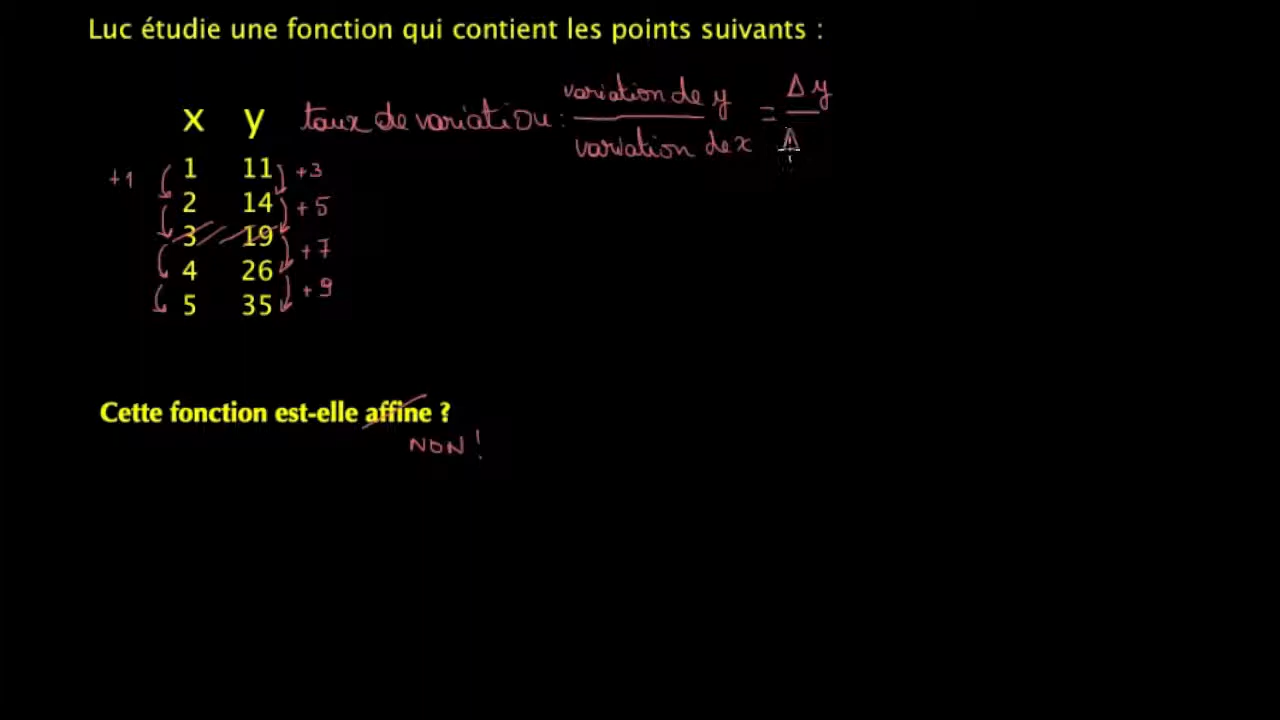 Luc étudie une fonction qui contient les points suivants :
x y taux de variation : variation de y / variation de x = Δy / Δ
+1 1 11 +3
2 14 +5
3 19 +7
4 26 +9
5 35
Cette fonction est-elle affine ?
NON !